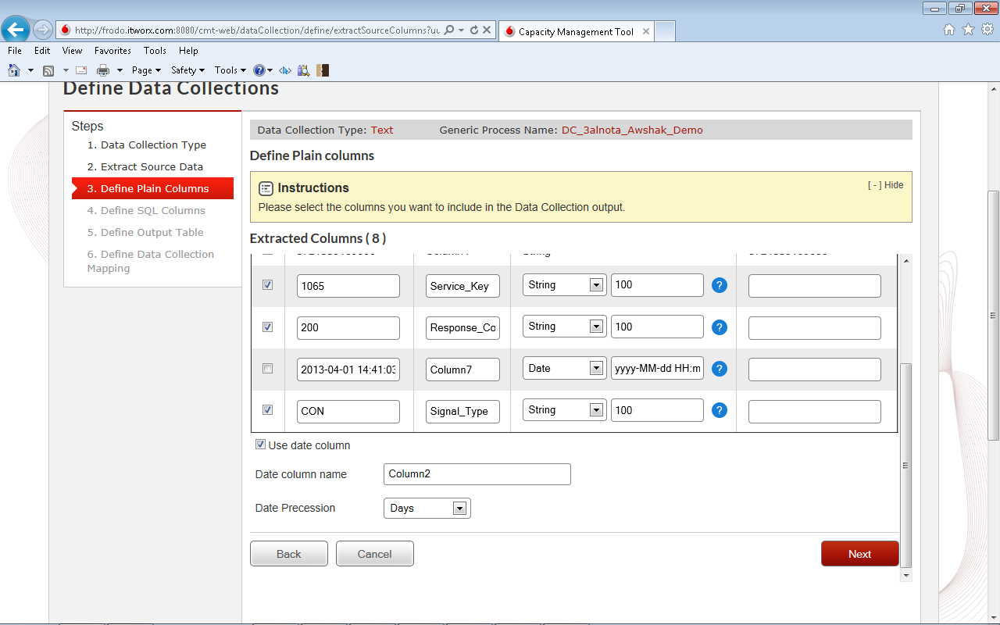 http://frodo.itworx.com:8080/cmt-web/dataCollection/define/extractSourceColumns?uu
Capacity Management Tool
File Edit View Favorites Tools Help
Page Safety Tools
Define Data Collections
Steps
1. Data Collection Type
2. Extract Source Data
3. Define Plain Columns
4. Define SQL Columns
5. Define Output Table
6. Define Data Collection
Mapping
Data Collection Type: Text Generic Process Name: DC_3alnota_Awshak_Demo
Define Plain columns
Instructions [ - ] Hide
Please select the columns you want to include in the Data Collection output.
Extracted Columns ( 8 )
1065 Service_Key String 100 ?
200 Response_Co String 100 ?
2013-04-01 14:41:03 Column7 Date yyyy-MM-dd HH:m ?
CON Signal_Type String 100 ?
Use date column
Date column name Column2
Date Precession Days
Back Cancel Next